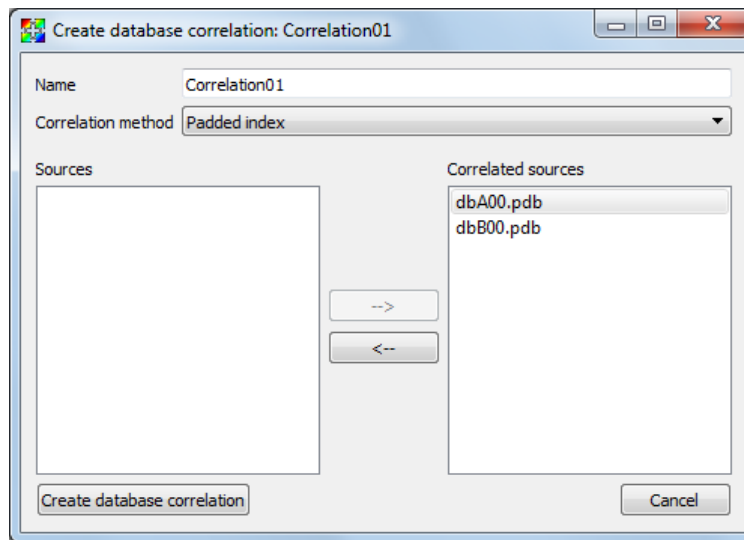 Create database correlation: Correlation01
Name Correlation01
Correlation method Padded index
Sources
Correlated sources
dbA00.pdb
dbB00.pdb
-->
<--
Create database correlation Cancel